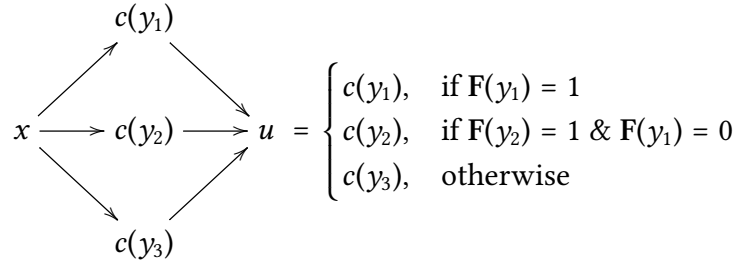 c(y₁)
x c(y₂) u = { c(y₁), if F(y₁) = 1
c(y₂), if F(y₂) = 1 & F(y₁) = 0
c(y₃), otherwise
c(y₃)